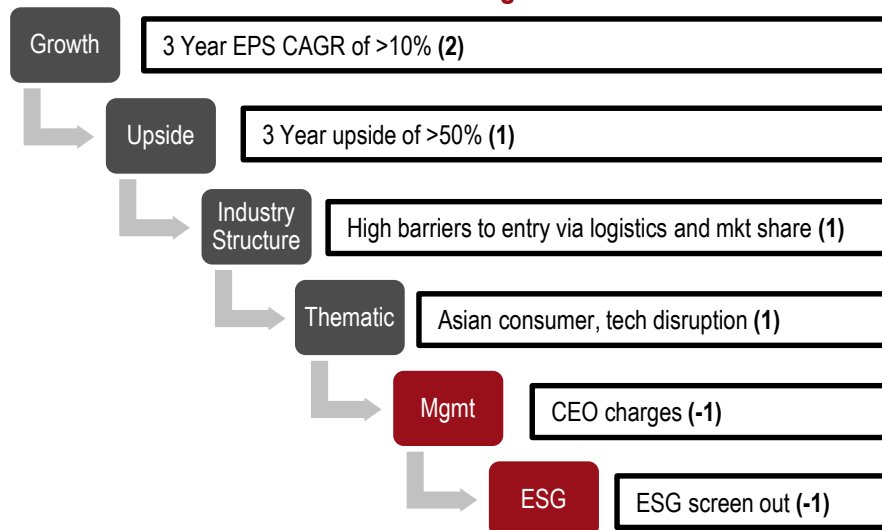 Growth
3 Year EPS CAGR of >10% (2)
Upside
3 Year upside of >50% (1)
Industry
Structure
High barriers to entry via logistics and mkt share (1)
Thematic
Asian consumer, tech disruption (1)
Mgmt
CEO charges (-1)
ESG
ESG screen out (-1)